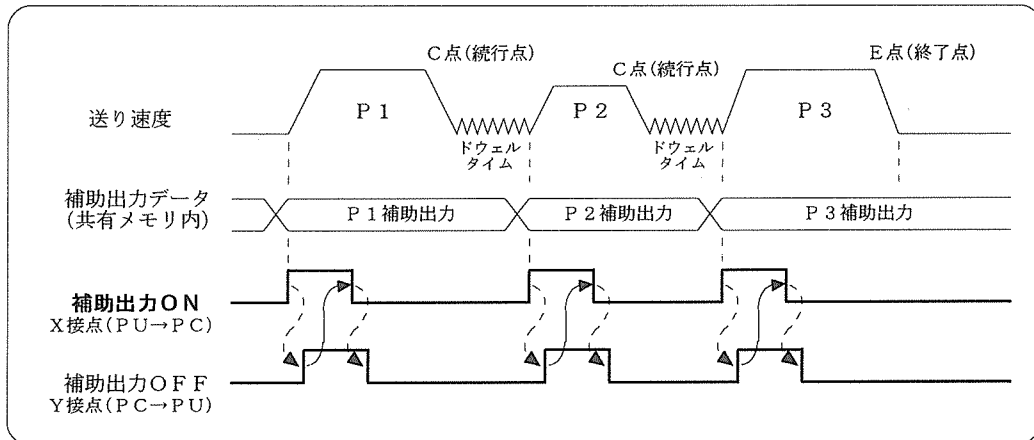 C点(続行点)
C点(続行点)
E点(終了点)
送り速度
P1
P2
P3
ドウェル
タイム
ドウェル
タイム
補助出力データ
(共有メモリ内)
P1補助出力
P2補助出力
P3補助出力
補助出力ON
X接点(PU→PC)
補助出力OFF
Y接点(PC→PU)